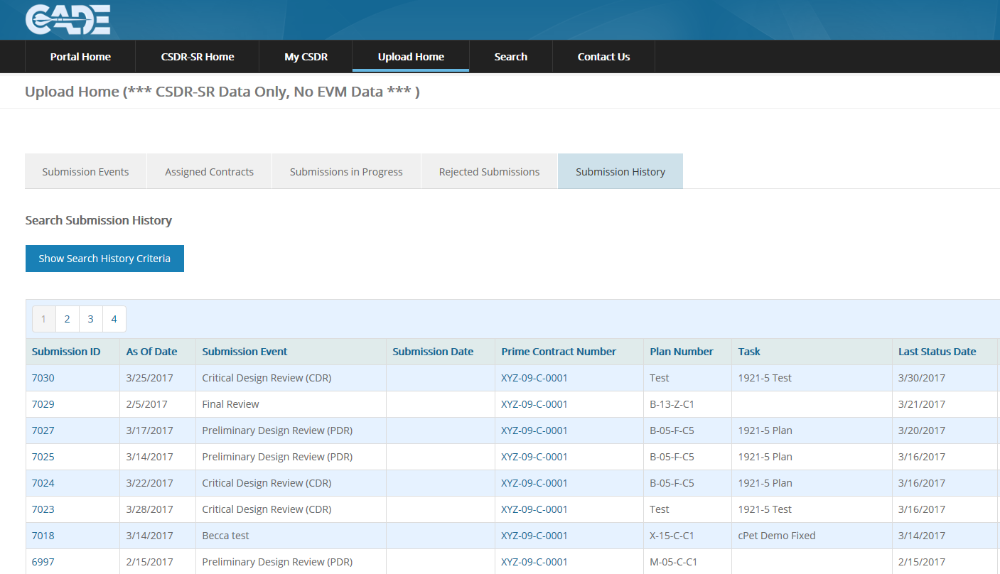 CADE
Portal Home CSDR-SR Home My CSDR Upload Home Search Contact Us
Upload Home (*** CSDR-SR Data Only, No EVM Data *** )
Submission Events Assigned Contracts Submissions in Progress Rejected Submissions Submission History
Search Submission History
Show Search History Criteria
1 2 3 4
Submission ID As Of Date Submission Event Submission Date Prime Contract Number Plan Number Task Last Status Date
7030 3/25/2017 Critical Design Review (CDR) XYZ-09-C-0001 Test 1921-5 Test 3/30/2017
7029 2/5/2017 Final Review XYZ-09-C-0001 B-13-Z-C1 3/21/2017
7027 3/17/2017 Preliminary Design Review (PDR) XYZ-09-C-0001 B-05-F-C5 1921-5 Plan 3/20/2017
7025 3/14/2017 Preliminary Design Review (PDR) XYZ-09-C-0001 B-05-F-C5 1921-5 Plan 3/16/2017
7024 3/22/2017 Critical Design Review (CDR) XYZ-09-C-0001 B-05-F-C5 1921-5 Plan 3/16/2017
7023 3/28/2017 Critical Design Review (CDR) XYZ-09-C-0001 Test 1921-5 Test 3/16/2017
7018 3/14/2017 Becca test XYZ-09-C-0001 X-15-C-C1 cPet Demo Fixed 3/14/2017
6997 2/15/2017 Preliminary Design Review (PDR) XYZ-09-C-0001 M-05-C-C1 2/15/2017